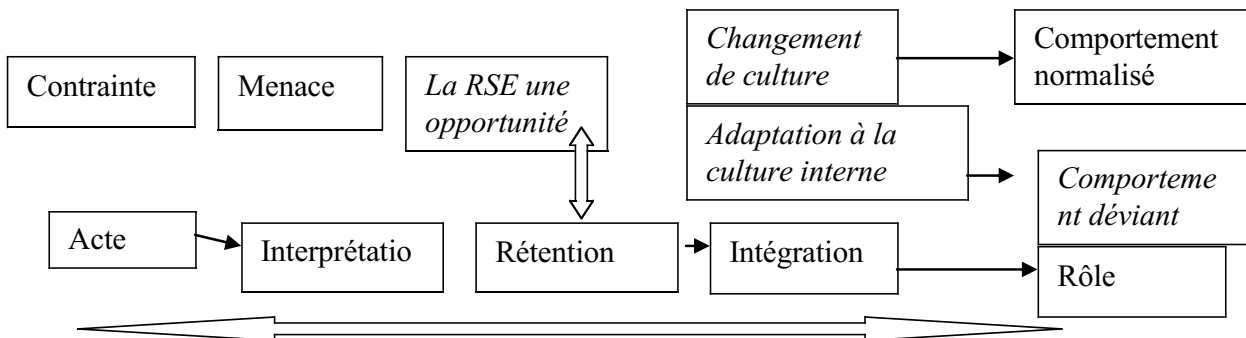 Contrainte
Menace
La RSE une
opportunité
Changement
de culture
Comportement
normalisé
Adaptation à la
culture interne
Comporteme
nt déviant
Acte
Interprétatio
Rétention
Intégration
Rôle